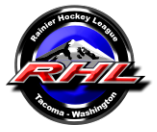 Rainier Hockey League
RHL
Tacoma - Washington